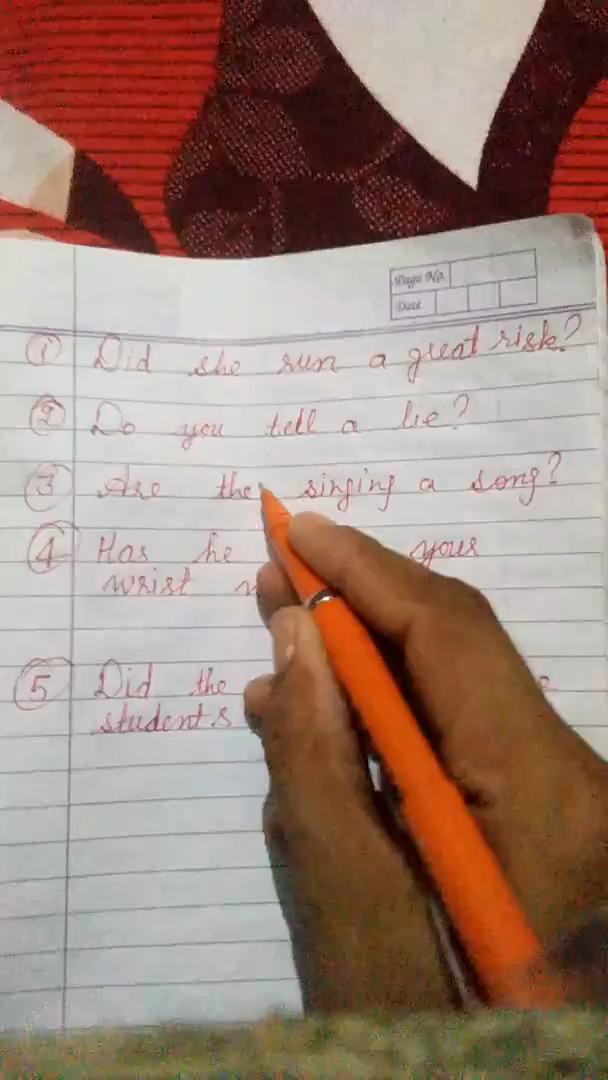 Page No.
Date
1 Did she run a great risk?
2 Do you tell a lie?
3 Are the singing a song?
4 Has he your
wrist
5 Did the
students